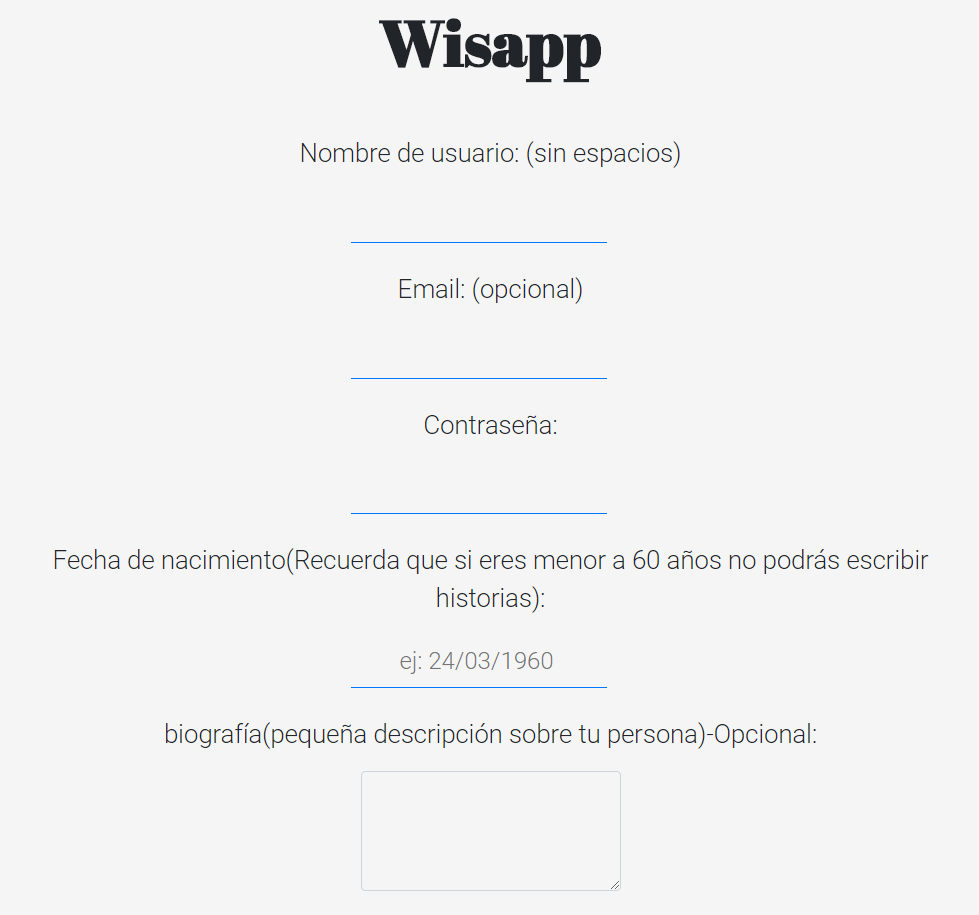 Wisapp
Nombre de usuario: (sin espacios)
Email: (opcional)
Contraseña:
Fecha de nacimiento(Recuerda que si eres menor a 60 años no podrás escribir
historias):
ej: 24/03/1960
biografía(pequeña descripción sobre tu persona)-Opcional: